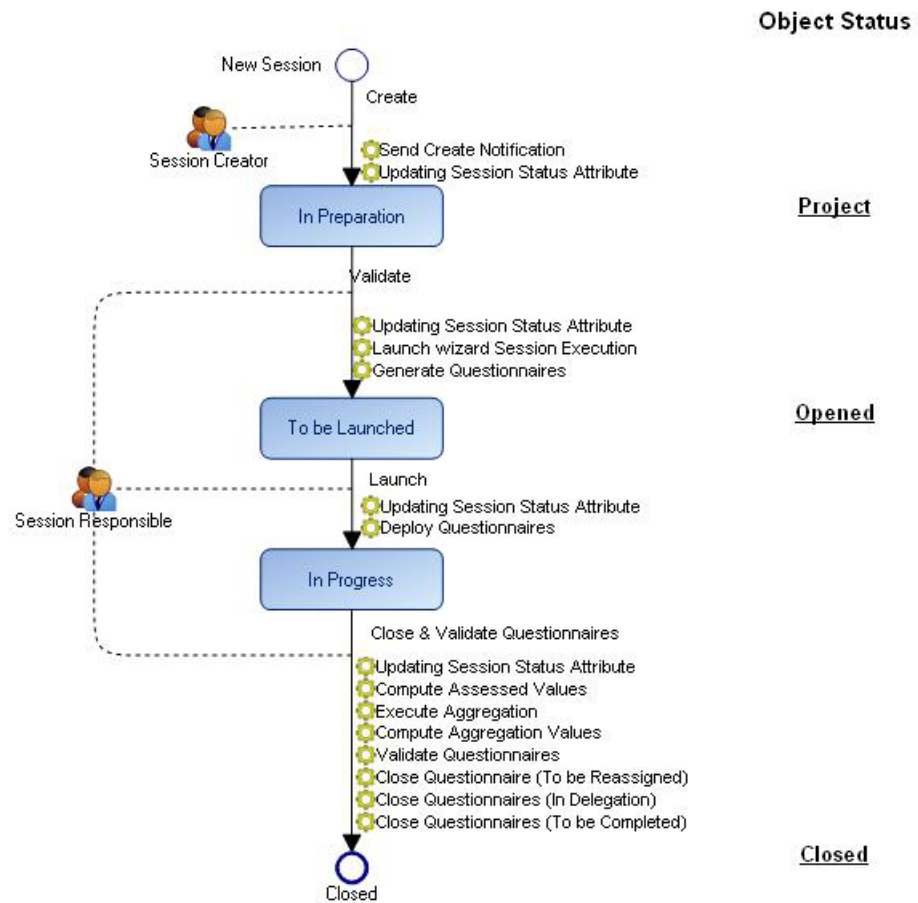 Object Status
New Session
Create
Session Creator
Send Create Notification
Updating Session Status Attribute
In Preparation
Project
Validate
Updating Session Status Attribute
Launch wizard Session Execution
Generate Questionnaires
To be Launched
Opened
Launch
Session Responsible
Updating Session Status Attribute
Deploy Questionnaires
In Progress
Close & Validate Questionnaires
Updating Session Status Attribute
Compute Assessed Values
Execute Aggregation
Compute Aggregation Values
Validate Questionnaires
Close Questionnaire (To be Reassigned)
Close Questionnaires (In Delegation)
Close Questionnaires (To be Completed)
Closed
Closed